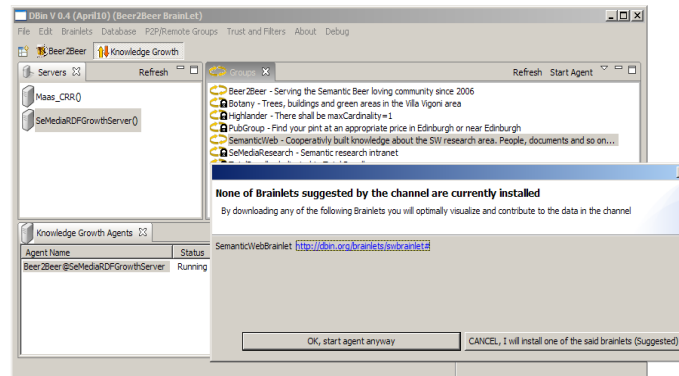 DBin V 0.4 (April10) (Beer2Beer BrainLet)
File Edit Brainlets Database P2P/Remote Groups Trust and Filters About Debug
Beer2Beer Knowledge Growth
Servers Refresh
Groups Refresh Start Agent
Maas_CRR()
SeMediaRDFGrowthServer()
Beer2Beer - Serving the Semantic Beer loving community since 2006
Botany - Trees, buildings and green areas in the Villa Vigoni area
Highlander - There shall be maxCardinality=1
PubGroup - Find your pint at an appropriate price in Edinburgh or near Edinburgh
SemanticWeb - Cooperativly built knowledge about the SW research area. People, documents and so on...
SeMediaResearch - Semantic research intranet
None of Brainlets suggested by the channel are currently installed
By downloading any of the following Brainlets you will optimally visualize and contribute to the data in the channel
SemanticWebBrainlet http://dbin.org/brainlets/swbrainlet#
Knowledge Growth Agents
Agent Name Status
Beer2Beer@SeMediaRDFGrowthServer Running
OK, start agent anyway
CANCEL, I will install one of the said brainlets (Suggested)